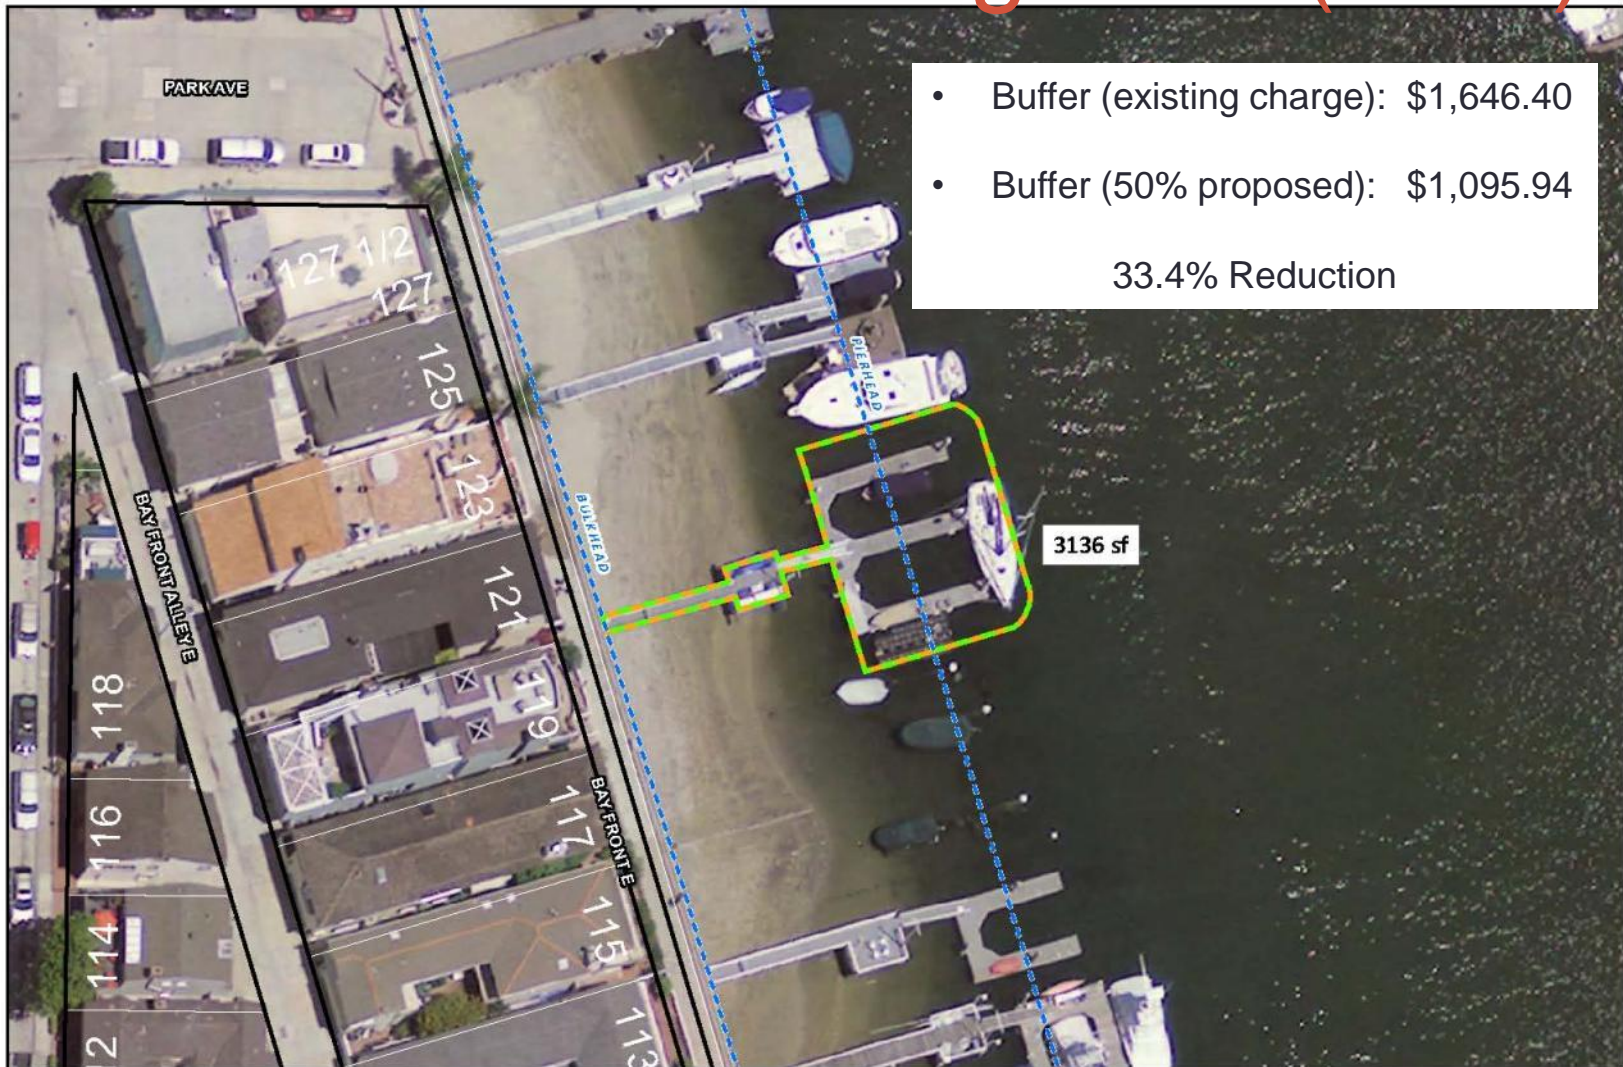 • Buffer (existing charge): $1,646.40
• Buffer (50% proposed): $1,095.94
33.4% Reduction
PARK AVE
127 1/2
127
125
PIERHEAD
123
BULKHEAD
3136 sf
BAY FRONT ALLEY E
121
118
119
116
117
BAY FRONT E
114
115
113